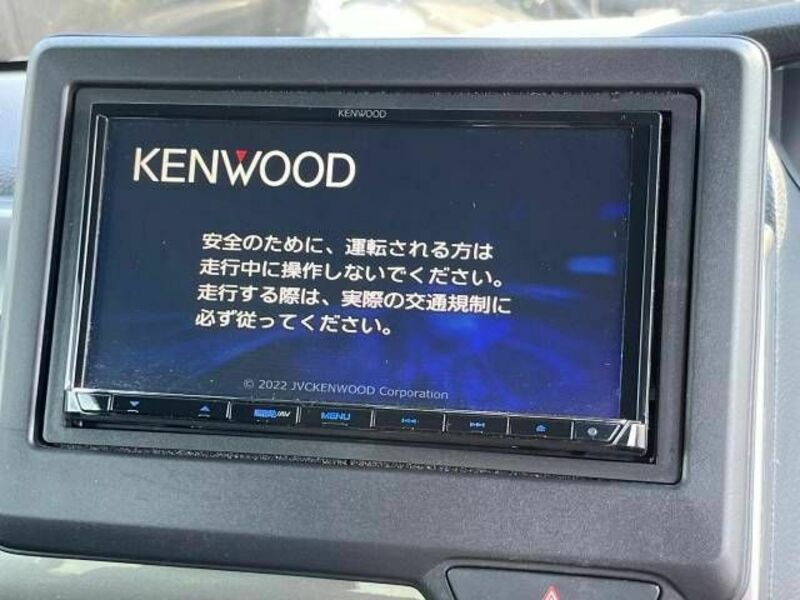 KENWOOD
KENWOOD
安全のために、運転される方は
走行中に操作しないでください。
走行する際は、実際の交通規制に
必ず従ってください。
© 2022 JVCKENWOOD Corporation
MENU